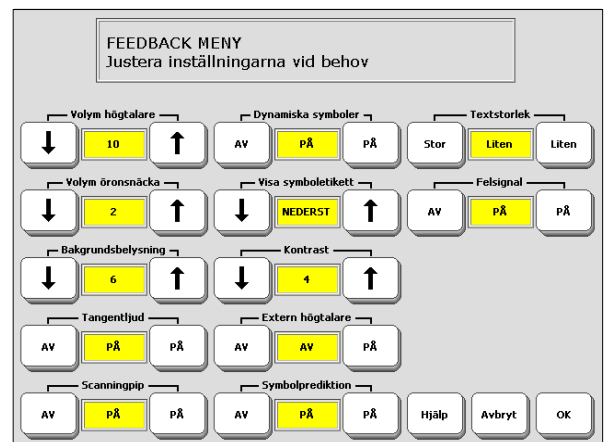 FEEDBACK MENY
Justera inställningarna vid behov
Volym högtalare
Dynamiska symboler
Textstorlek
10
AV
PÅ
PÅ
Stor
Liten
Liten
Volym öronsnäcka
Visa symboletikett
Felsignal
2
NEDERST
AV
PÅ
PÅ
Bakgrundsbelysning
Kontrast
6
4
Tangentljud
Extern högtalare
AV
PÅ
PÅ
AV
AV
PÅ
Scanningpip
Symbolprediktion
AV
PÅ
PÅ
AV
PÅ
PÅ
Hjälp
Avbryt
OK